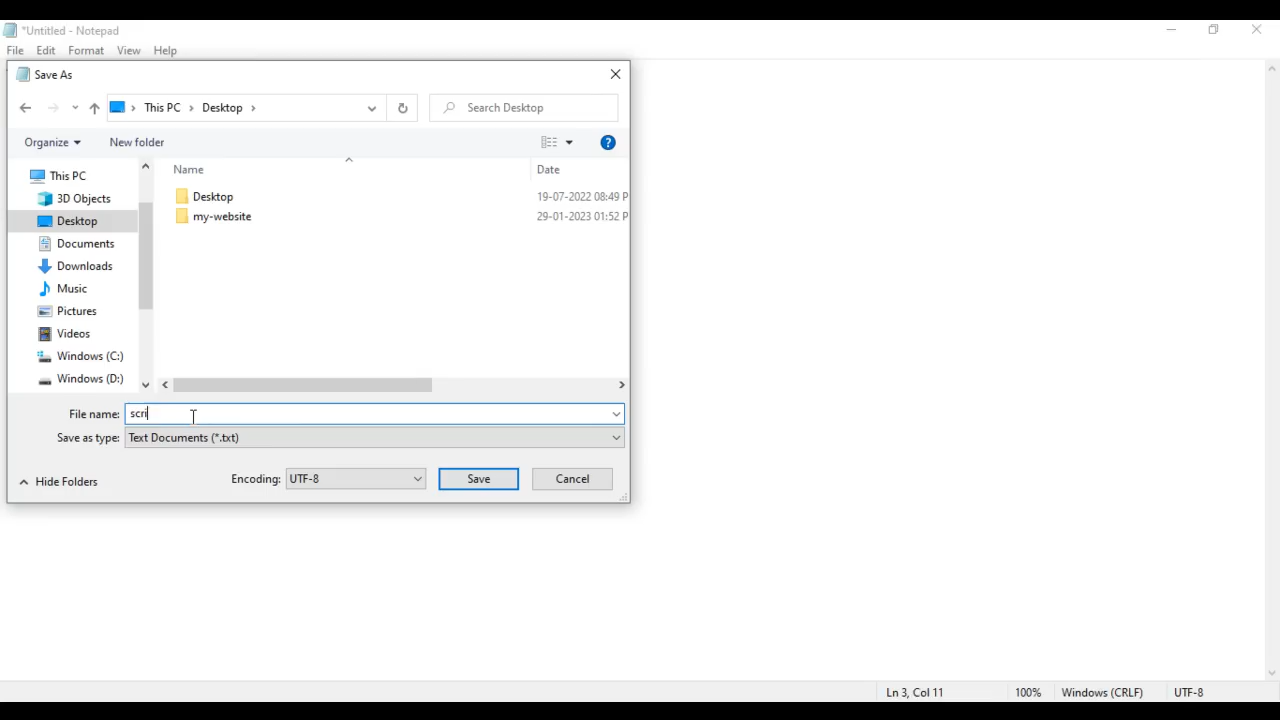 *Untitled - Notepad
File Edit Format View Help
Save As
This PC Desktop Search Desktop
Organize New folder
Name Date
This PC
3D Objects
Desktop
Documents
Downloads
Music
Pictures
Videos
Windows (C:)
Windows (D:)
Desktop 19-07-2022 08:49 P
my-website 29-01-2023 01:52 P
File name: scri
Save as type: Text Documents (*.txt)
Hide Folders Encoding: UTF-8 Save Cancel
Ln 3, Col 11 100% Windows (CRLF) UTF-8